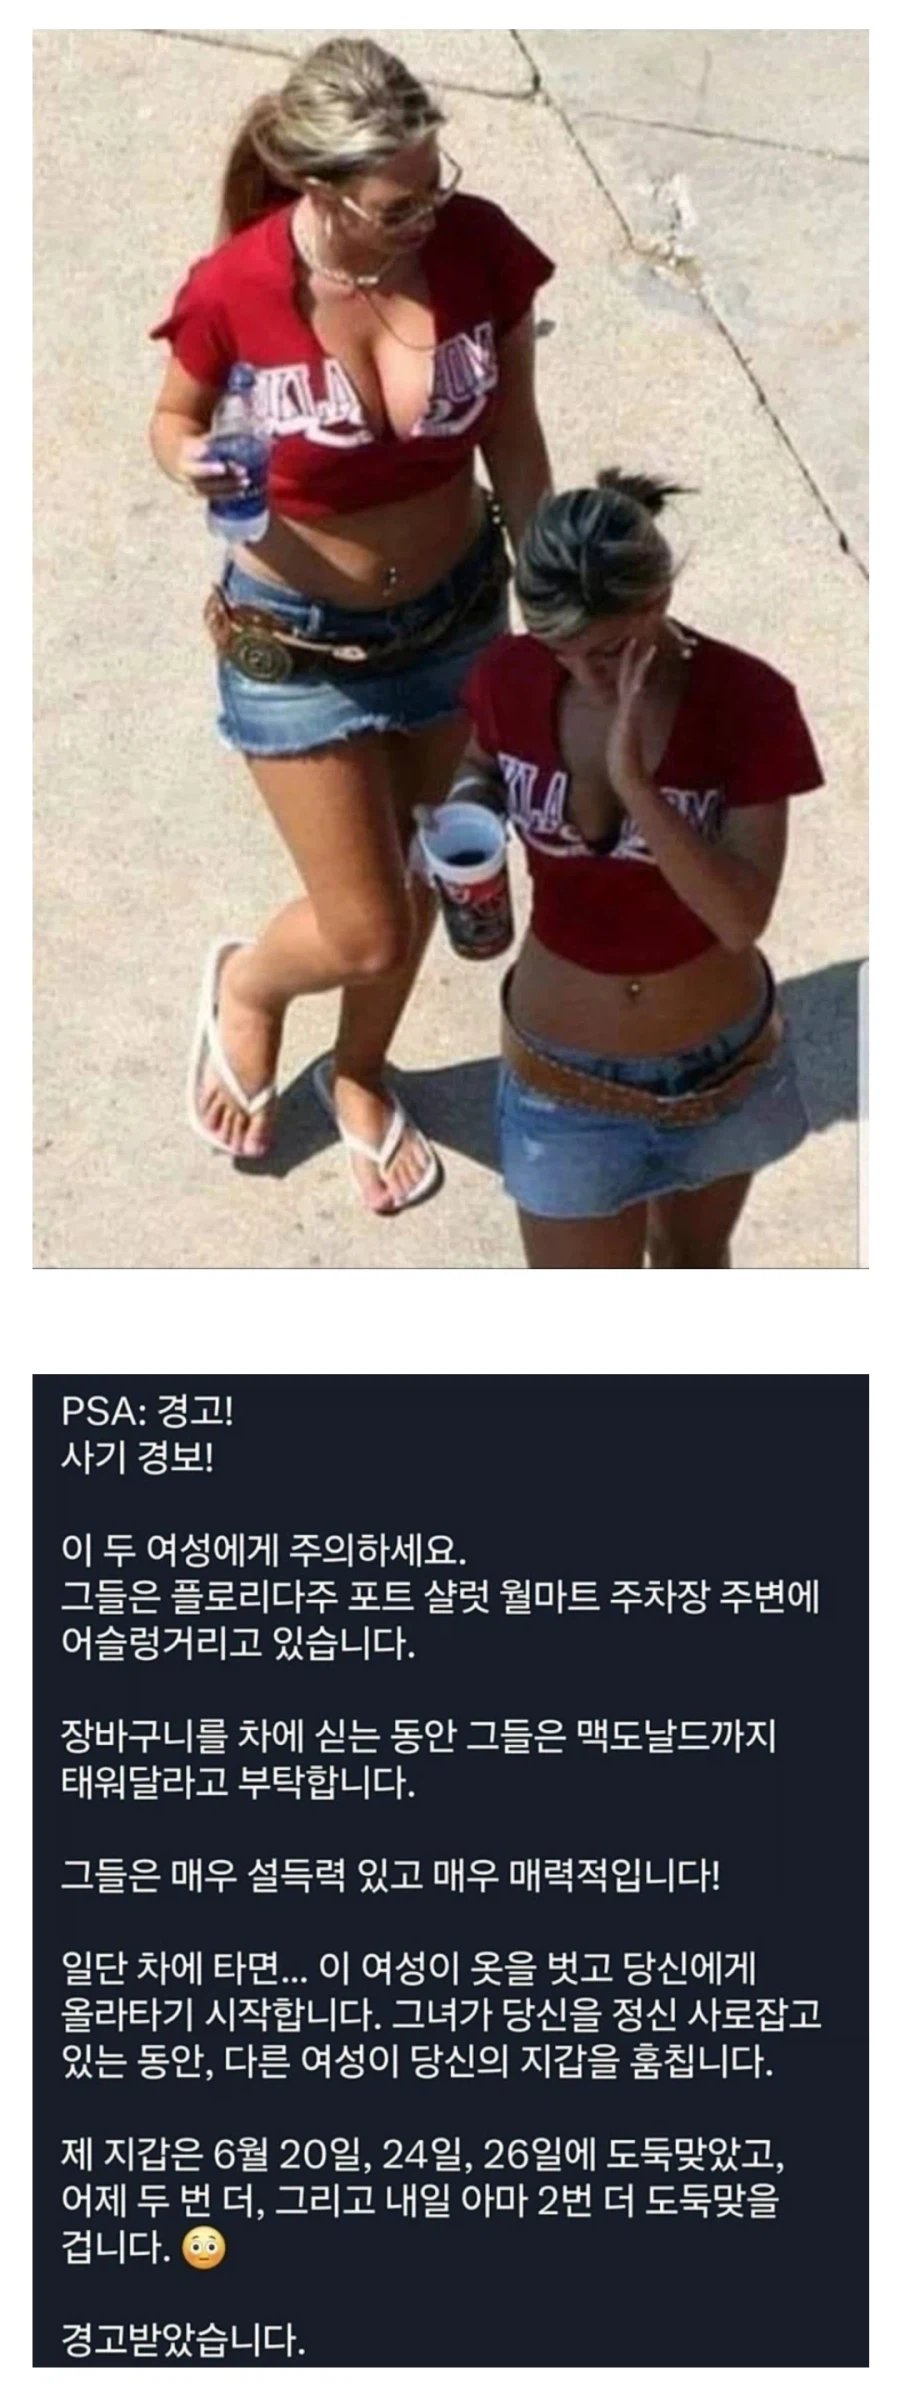 PSA: 경고!
사기 경보!
이 두 여성에게 주의하세요.
그들은 플로리다주 포트 샬럿 월마트 주차장 주변에
어슬렁거리고 있습니다.
장바구니를 차에 싣는 동안 그들은 맥도날드까지
태워달라고 부탁합니다.
그들은 매우 설득력 있고 매우 매력적입니다!
일단 차에 타면... 이 여성이 옷을 벗고 당신에게
올라타기 시작합니다. 그녀가 당신을 정신 사로잡고
있는 동안, 다른 여성이 당신의 지갑을 훔칩니다.
제 지갑은 6월 20일, 24일, 26일에 도둑맞았고,
어제 두 번 더, 그리고 내일 아마 2번 더 도둑맞을
겁니다. 😳
경고받았습니다.